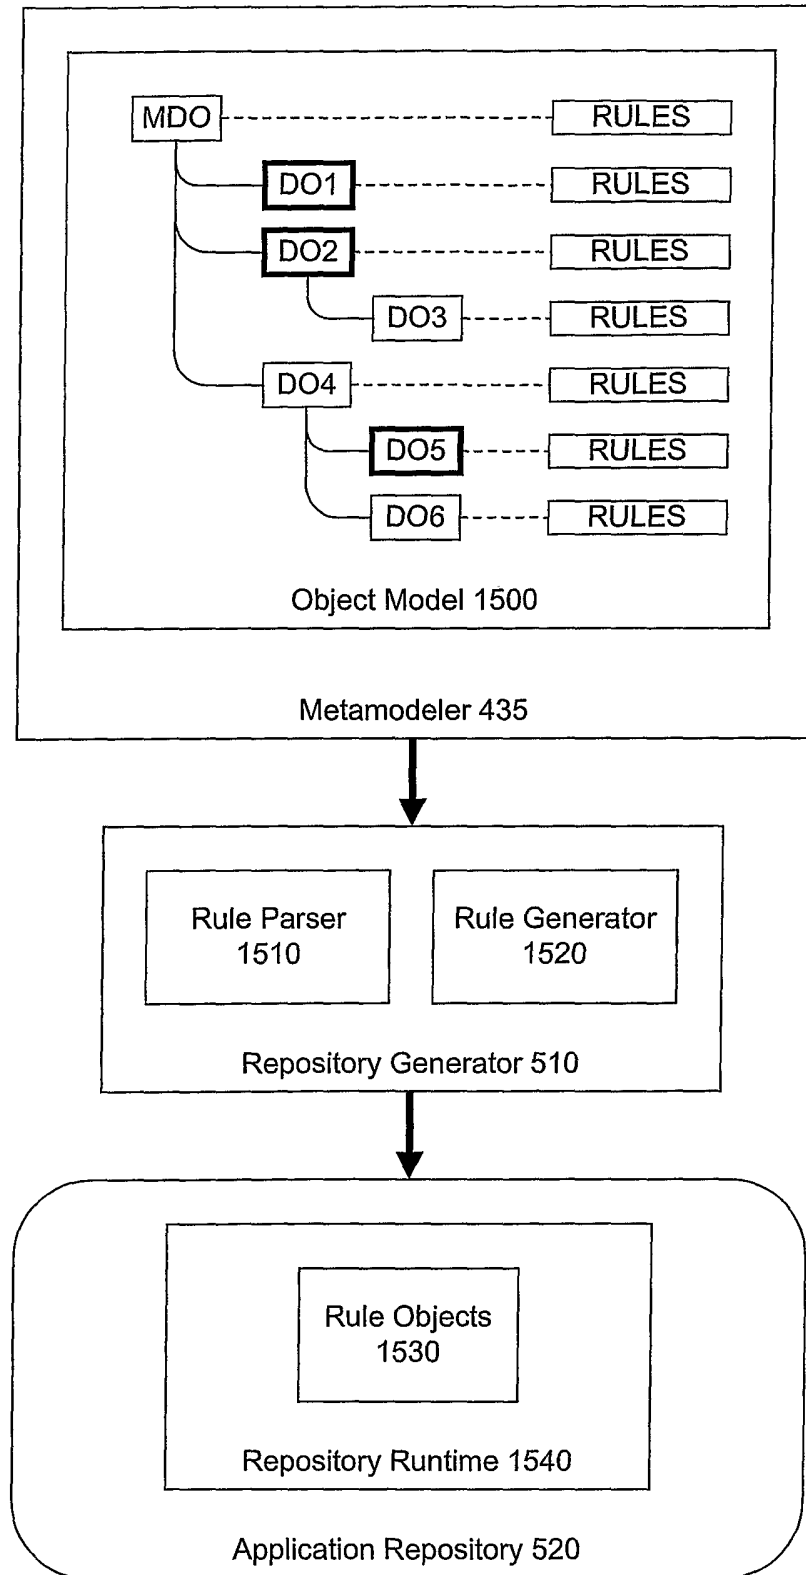 MDO RULES
DO1 RULES
DO2 RULES
DO3 RULES
DO4 RULES
DO5 RULES
DO6 RULES
Object Model 1500
Metamodeler 435
Rule Parser
1510
Rule Generator
1520
Repository Generator 510
Rule Objects
1530
Repository Runtime 1540
Application Repository 520